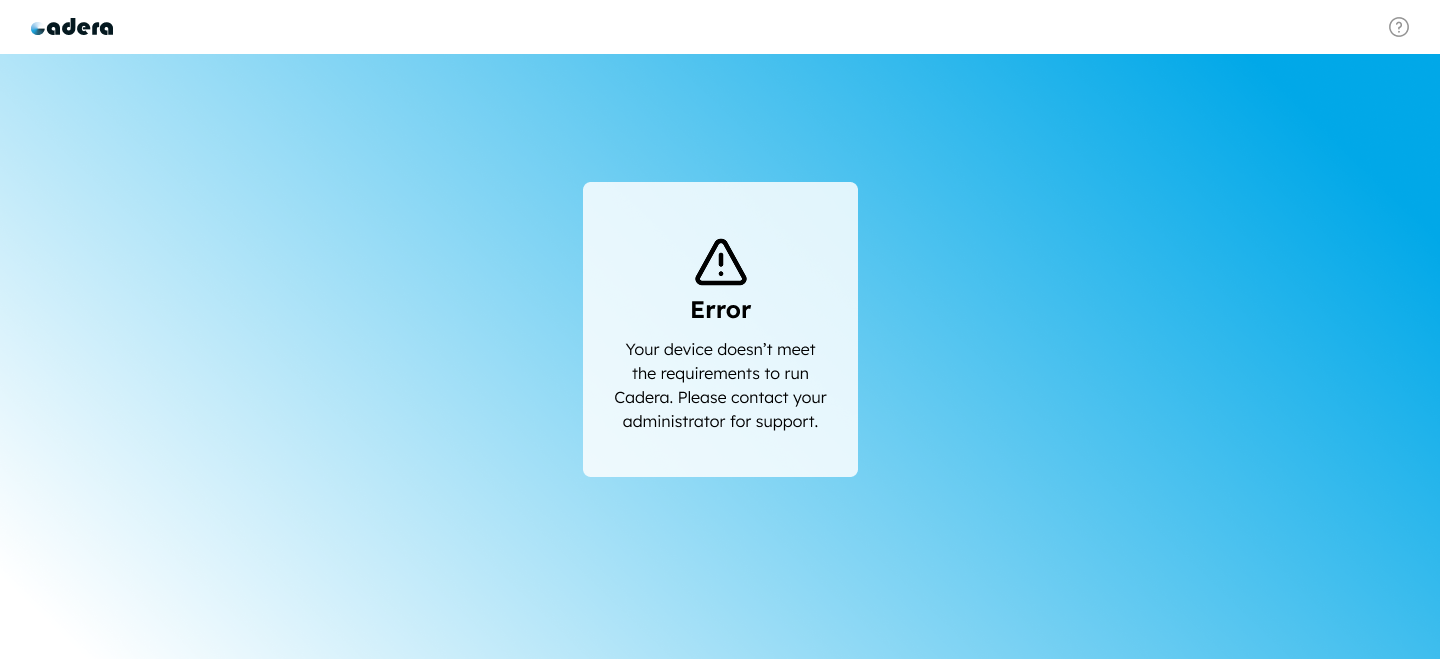 cadera
Error
Your device doesn’t meet
the requirements to run
Cadera. Please contact your
administrator for support.